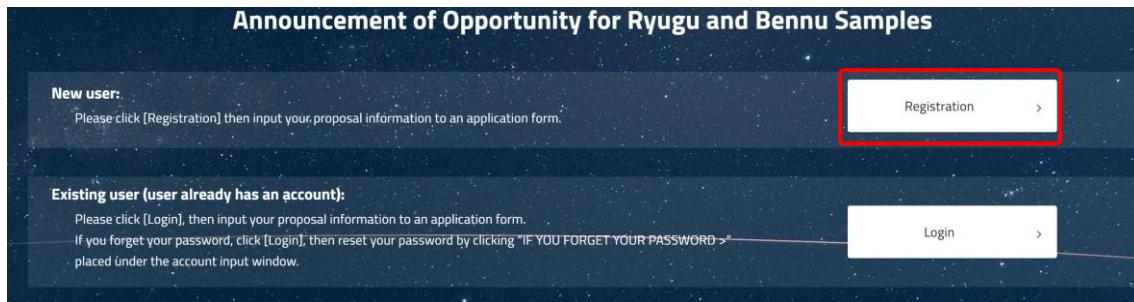 Announcement of Opportunity for Ryugu and Bennu Samples
New user:
Please click [Registration] then input your proposal information to an application form.
Registration >
Existing user (user already has an account):
Please click [Login], then input your proposal information to an application form.
If you forget your password, click [Login], then reset your password by clicking "IF YOU FORGET YOUR PASSWORD >"
placed under the account input window.
Login >